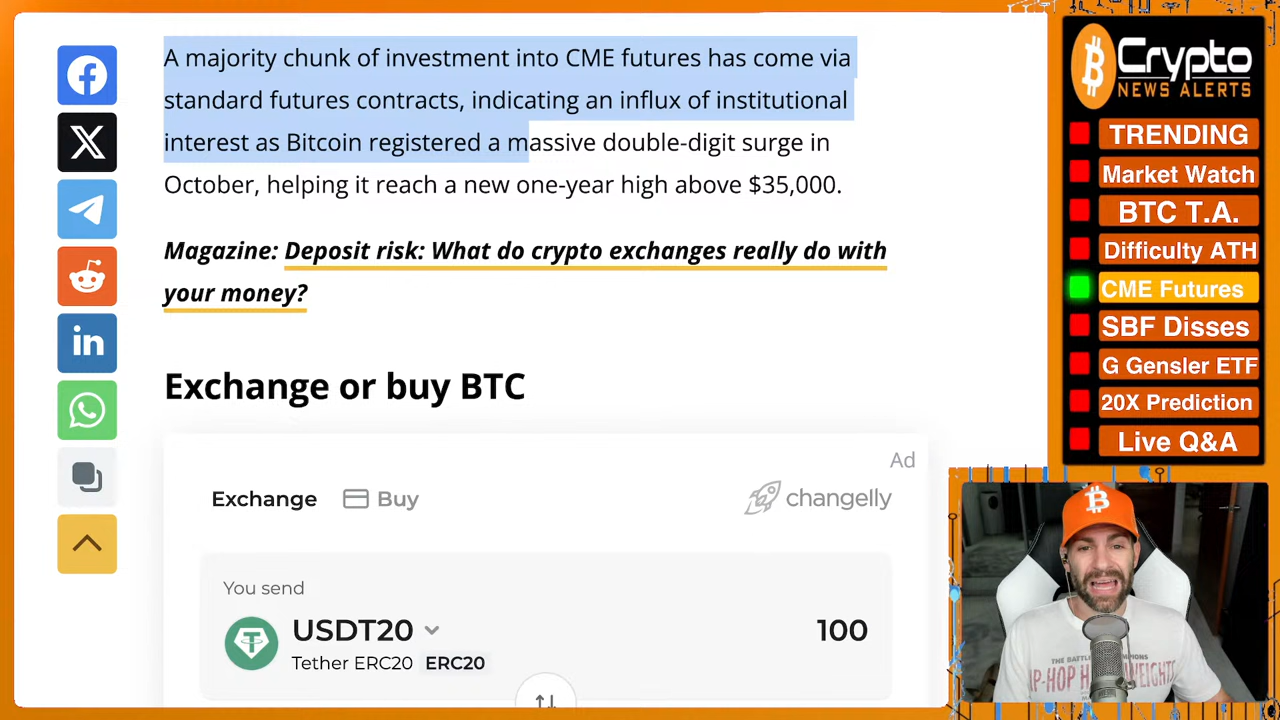 A majority chunk of investment into CME futures has come via
standard futures contracts, indicating an influx of institutional
interest as Bitcoin registered a massive double-digit surge in
October, helping it reach a new one-year high above $35,000.
Magazine: Deposit risk: What do crypto exchanges really do with
your money?
Exchange or buy BTC
Ad
Exchange
Buy
changelly
You send
USDT20
100
Tether ERC20 ERC20
Crypto
NEWS ALERTS
TRENDING
Market Watch
BTC T.A.
Difficulty ATH
CME Futures
SBF Disses
G Gensler ETF
20X Prediction
Live Q&A